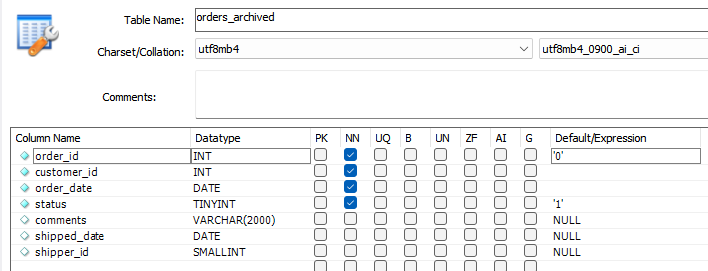 Table Name: orders_archived
Charset/Collation: utf8mb4 utf8mb4_0900_ai_ci
Comments:
Column Name Datatype PK NN UQ B UN ZF AI G Default/Expression
order_id INT '0'
customer_id INT
order_date DATE
status TINYINT '1'
comments VARCHAR(2000) NULL
shipped_date DATE NULL
shipper_id SMALLINT NULL